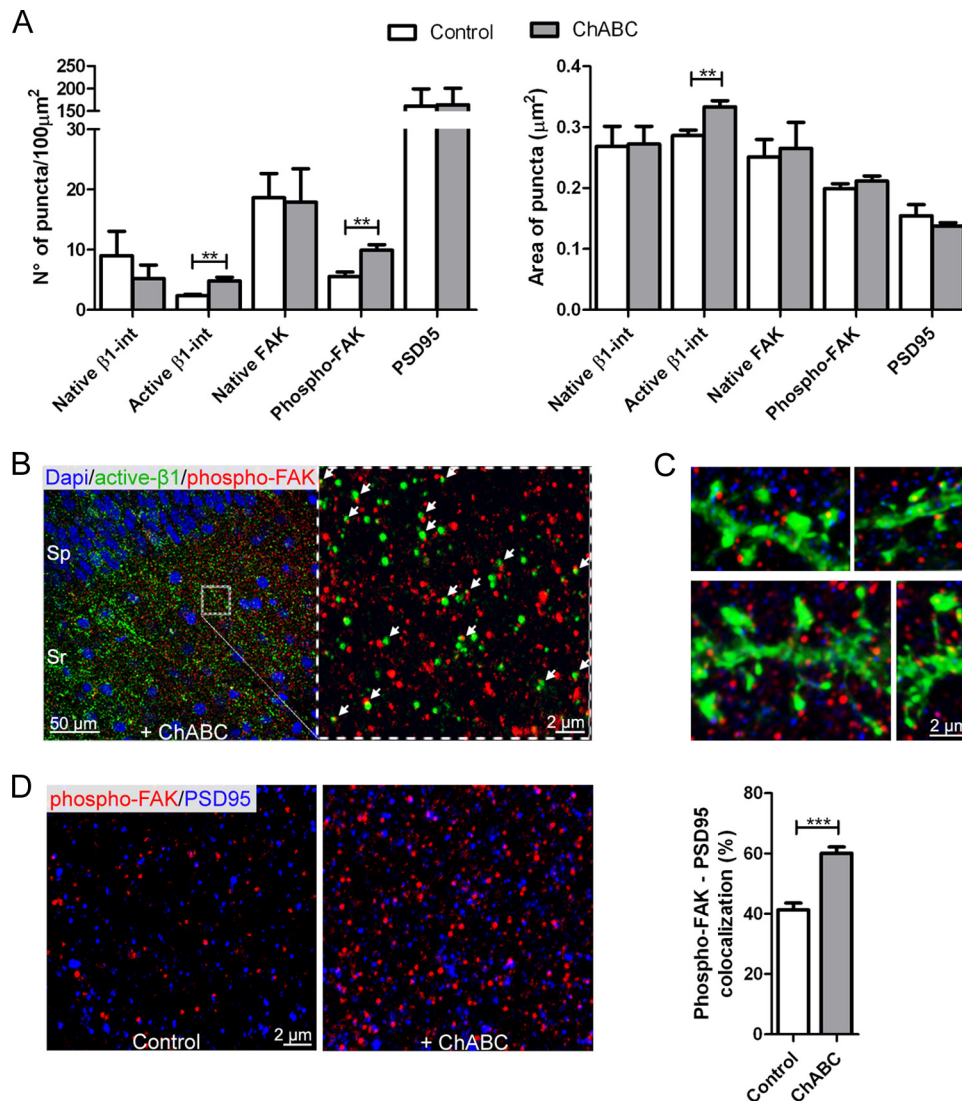 A
Control
ChABC
N° of puncta/100μm²
250
200
150
30
20
10
0
**
**
Native β1-int
Active β1-int
Native FAK
Phospho-FAK
PSD95
Area of puncta (μm²)
0.4
0.3
0.2
0.1
0.0
**
Native β1-int
Active β1-int
Native FAK
Phospho-FAK
PSD95
B
Dapi/active-β1/phospho-FAK
Sp
Sr
50 μm
+ ChABC
2 μm
C
2 μm
D
phospho-FAK/PSD95
Control
2 μm
+ ChABC
Phospho-FAK - PSD95
colocalization (%)
80
60
40
20
0
***
Control
ChABC